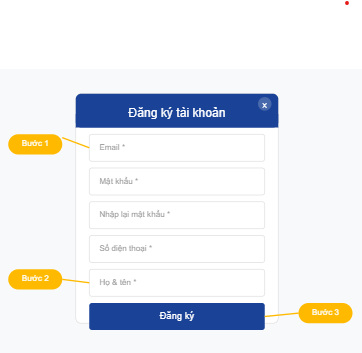 Đăng ký tài khoản
x
Bước 1
Email *
Mật khẩu *
Nhập lại mật khẩu *
Số điện thoại *
Bước 2
Họ & tên *
Đăng ký
Bước 3